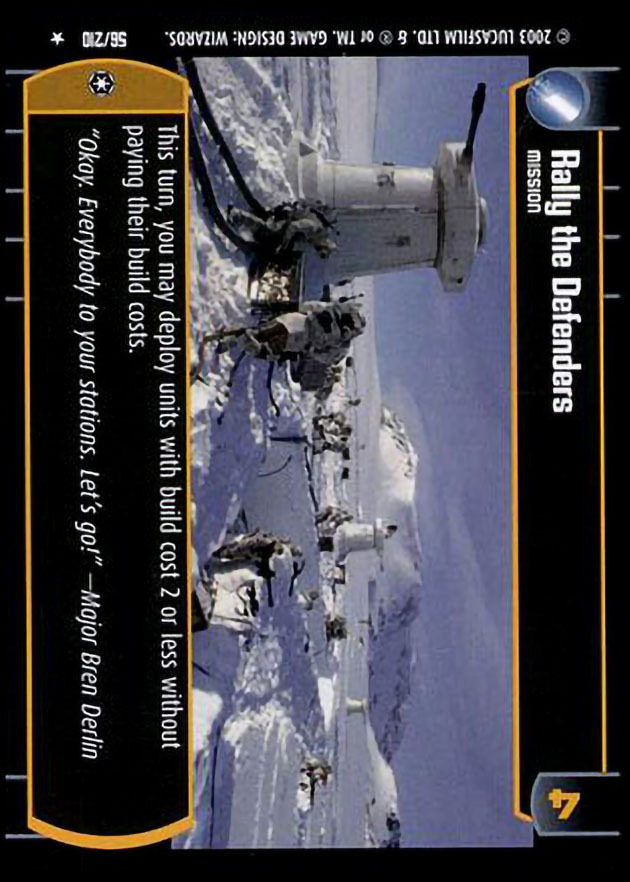 Rally the Defenders
MISSION
4
This turn, you may deploy units with build cost 2 or less without
paying their build costs.
"Okay. Everybody to your stations. Let's go!" —Major Bren Derlin
© 2003 LUCASFILM LTD. & ® or TM. GAME DESIGN: WIZARDS.
56/210 ★